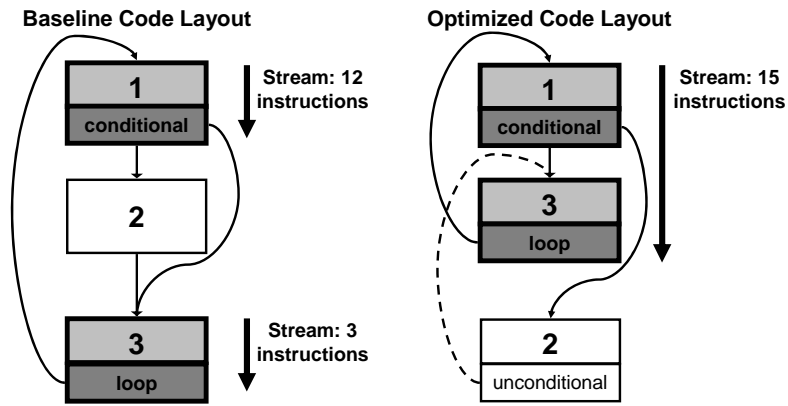 Baseline Code Layout
1
conditional
Stream: 12
instructions
2
3
loop
Stream: 3
instructions
Optimized Code Layout
1
conditional
Stream: 15
instructions
3
loop
2
unconditional